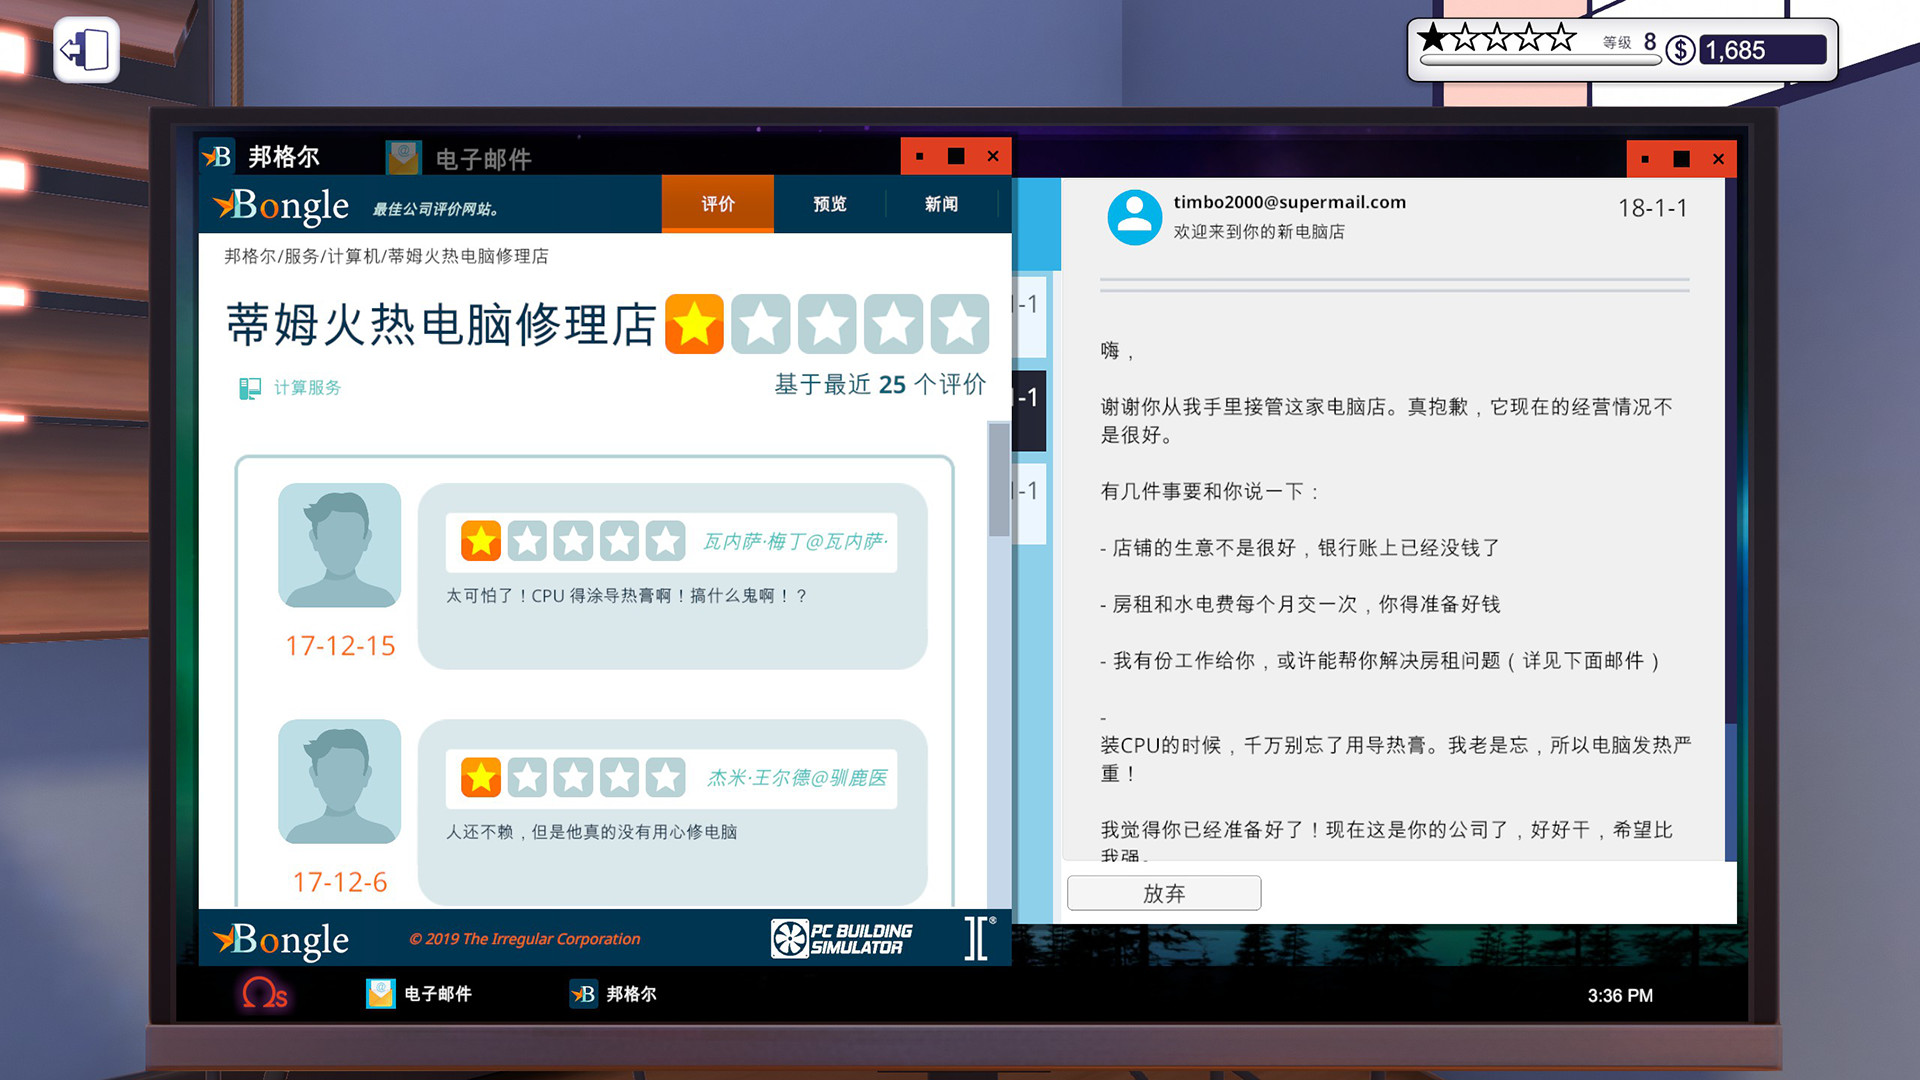 等级 8 $ 1,685
B 邦格尔
电子邮件
Bongle 最佳公司评价网站。
评价
预览
新闻
邦格尔/服务/计算机/蒂姆火热电脑修理店
蒂姆火热电脑修理店
计算服务
基于最近 25 个评价
瓦内萨·梅丁@瓦内萨·
太可怕了！CPU 得涂导热膏啊！搞什么鬼啊！？
17-12-15
杰米·王尔德@驯鹿医
人还不赖，但是他真的没有用心修电脑
17-12-6
Bongle
© 2019 The Irregular Corporation
PC BUILDING
SIMULATOR
-1
-1
-1
timbo2000@supermail.com
18-1-1
欢迎来到你的新电脑店
嗨，
谢谢你从我手里接管这家电脑店。真抱歉，它现在的经营情况不
是很好。
有几件事要和你说一下：
- 店铺的生意不是很好，银行账上已经没钱了
- 房租和水电费每个月交一次，你得准备好钱
- 我有份工作给你，或许能帮你解决房租问题（详见下面邮件）
-
装CPU的时候，千万别忘了用导热膏。我老是忘，所以电脑发热严
重！
我觉得你已经准备好了！现在这是你的公司了，好好干，希望比
我强。
放弃
Ωs
电子邮件
B 邦格尔
3:36 PM